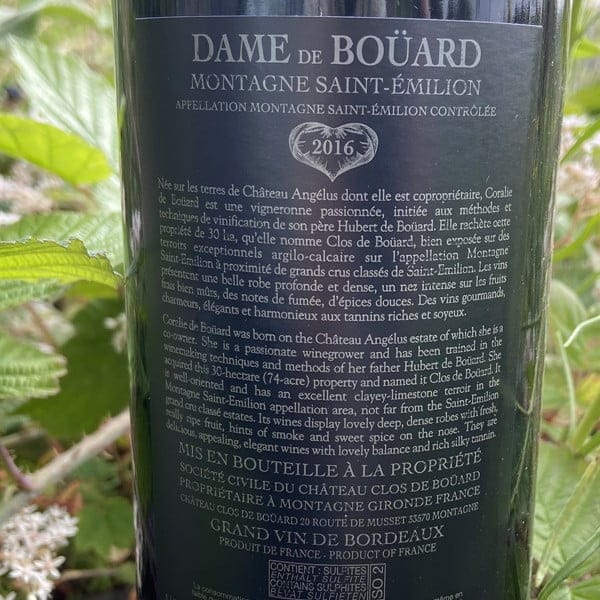 DAME DE BOÜARD
MONTAGNE SAINT-ÉMILION
APPELLATION MONTAGNE SAINT-ÉMILION CONTRÔLÉE
2016
Née sur les terres de Château Angélus dont elle est copropriétaire, Coralie
de Boüard est une vigneronne passionnée, initiée aux méthodes et
techniques de vinification de son père Hubert de Boüard. Elle rachète cette
propriété de 30 ha, qu'elle nomme Clos de Boüard, bien exposée sur des
terroirs exceptionnels argilo-calcaire sur l'appellation Montagne
Saint-Emilion à proximité de grands crus classés de Saint-Emilion. Les vins
présentent une belle robe profonde et dense, un nez intense sur les fruits
frais bien mûrs, des notes de fumée, d'épices douces. Des vins gourmands,
charmeurs, élégants et harmonieux aux tannins riches et soyeux.
Coralie de Boüard was born on the Château Angélus estate of which she is a
co-owner. She is a passionate winegrower and has been trained in the
winemaking techniques and methods of her father Hubert de Boüard. She
acquired this 30-hectare (74-acre) property and named it Clos de Boüard. It
is well-oriented and has an excellent clayey-limestone terroir in the
Montagne Saint-Emilion appellation area, not far from the Saint-Emilion
grand cru classé estates. Its wines display lovely deep, dense robes with fresh,
really ripe fruit, hints of smoke and sweet spice on the nose. They are
delicious, appealing, elegant wines with lovely balance and rich silky tannin.
MIS EN BOUTEILLE À LA PROPRIÉTÉ
SOCIÉTÉ CIVILE DU CHÂTEAU CLOS DE BOÜARD
PROPRIÉTAIRE À MONTAGNE GIRONDE FRANCE
CHÂTEAU CLOS DE BOÜARD 20 ROUTE DE MUSSET 33570 MONTAGNE
GRAND VIN DE BORDEAUX
PRODUIT DE FRANCE - PRODUCT OF FRANCE
CONTIENT : SULFITES
ENTHÄLT SULFITE
CONTAINS SULPHITES
BEVAT SULFIETEN
SO2
La consommation
même en